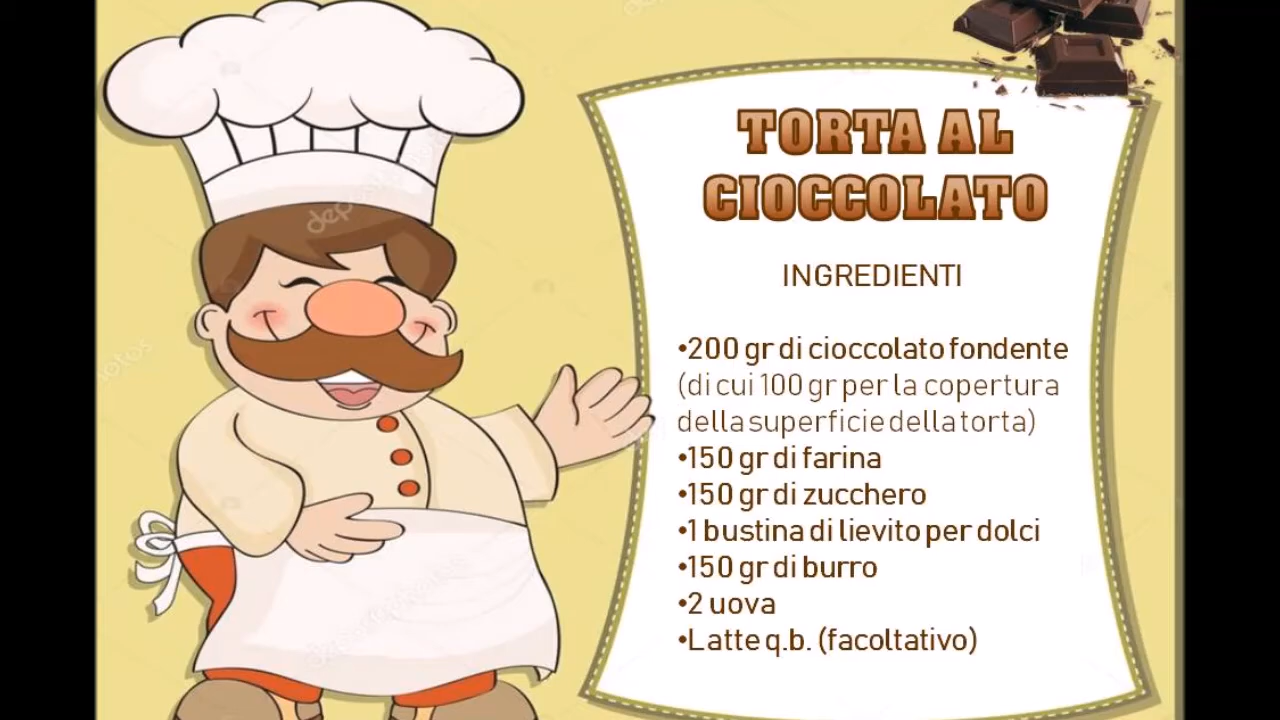 TORTA AL
CIOCCOLATO
INGREDIENTI
•200 gr di cioccolato fondente
(di cui 100 gr per la copertura
della superficie della torta)
•150 gr di farina
•150 gr di zucchero
•1 bustina di lievito per dolci
•150 gr di burro
•2 uova
•Latte q.b. (facoltativo)